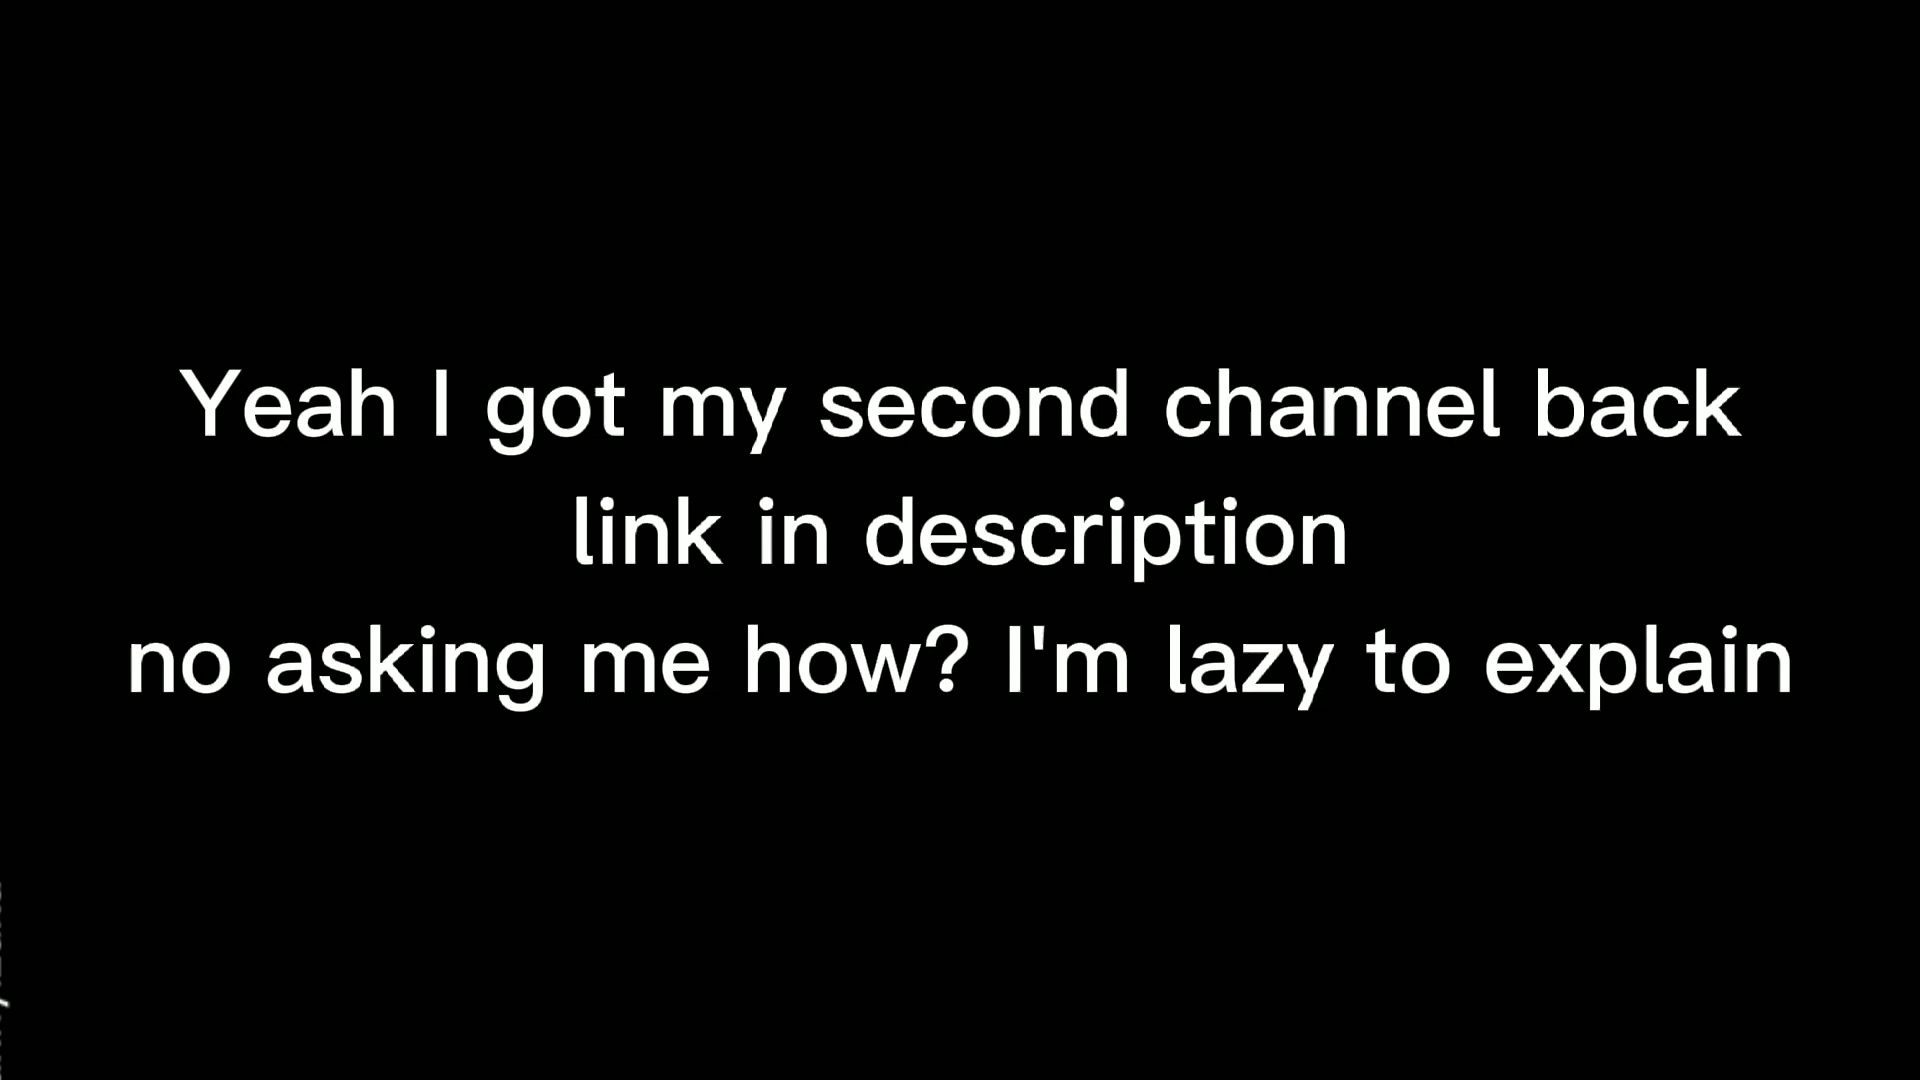 Yeah I got my second channel back
link in description
no asking me how? I'm lazy to explain